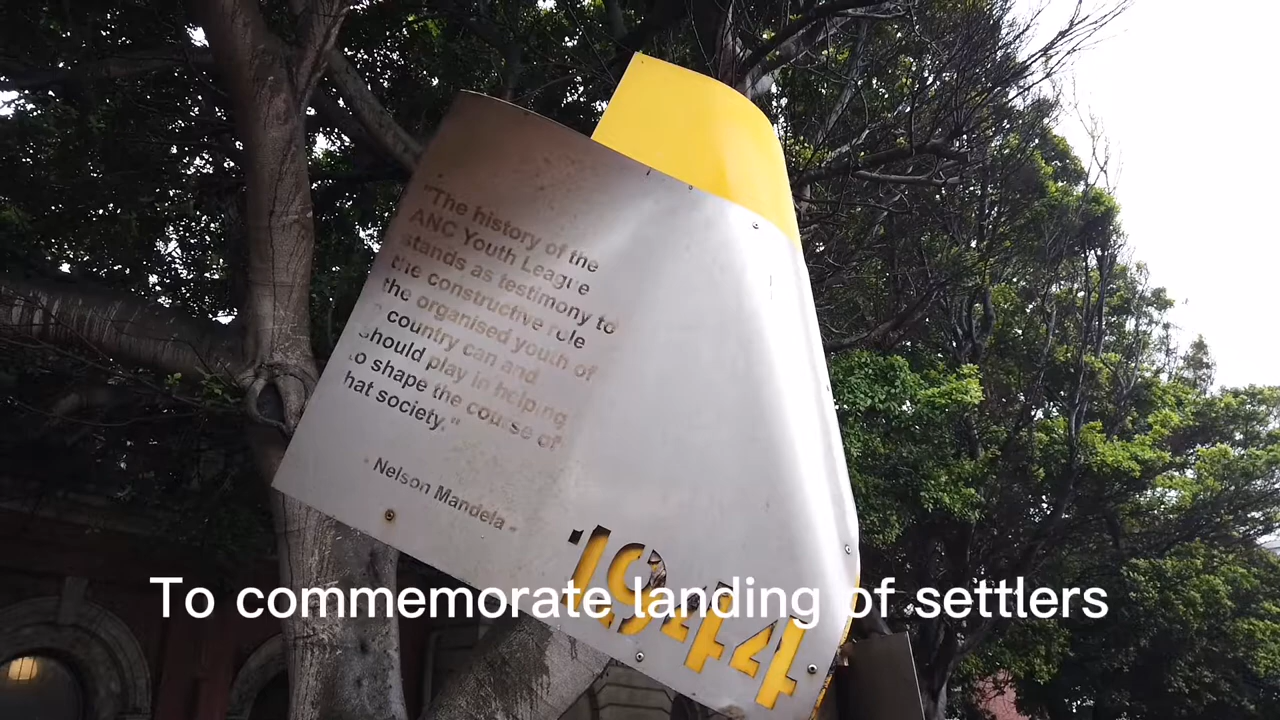 "The history of the
ANC Youth League
stands as testimony to
the constructive role
the organised youth of
country can and
should play in helping
to shape the course of
hat society."
- Nelson Mandela -
1944
To commemorate landing of settlers